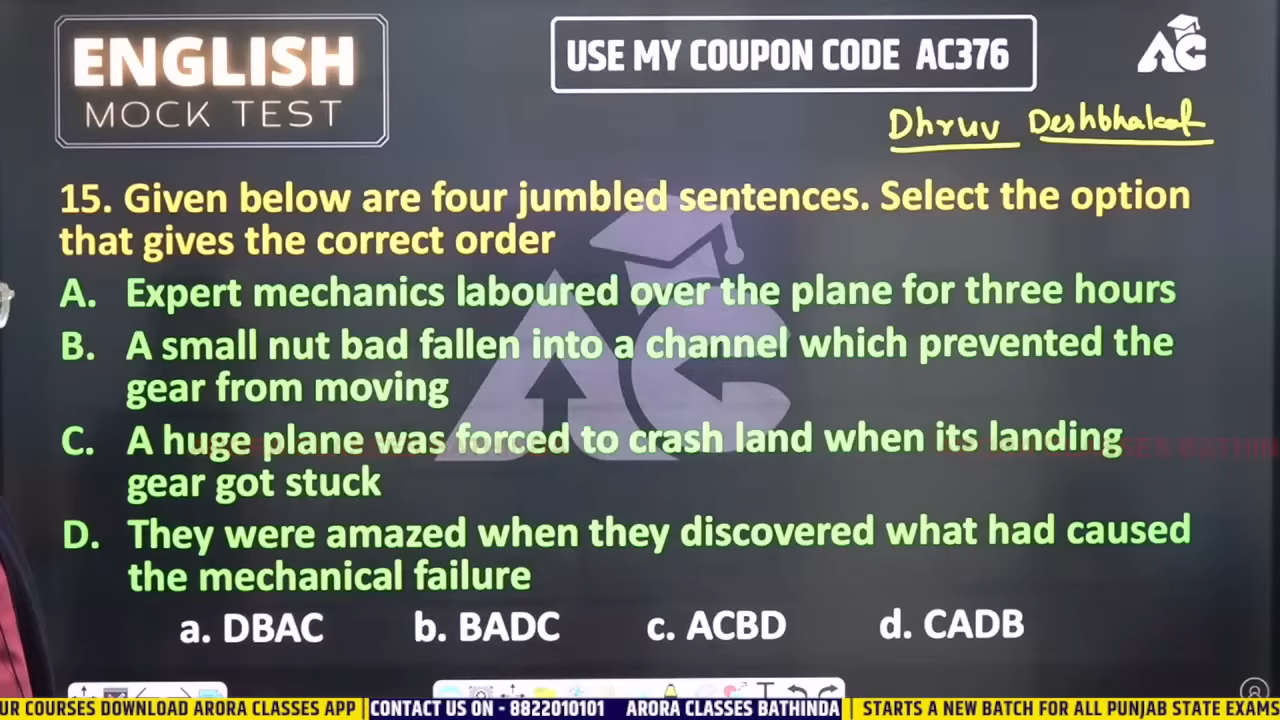 ENGLISH
MOCK TEST
USE MY COUPON CODE AC376
AC
Dhruv Deshbhakat
15. Given below are four jumbled sentences. Select the option
that gives the correct order
A. Expert mechanics laboured over the plane for three hours
B. A small nut bad fallen into a channel which prevented the
gear from moving
C. A huge plane was forced to crash land when its landing
gear got stuck
D. They were amazed when they discovered what had caused
the mechanical failure
a. DBAC b. BADC c. ACBD d. CADB
8
UR COURSES DOWNLOAD ARORA CLASSES APP CONTACT US ON - 8822010101 ARORA CLASSES BATHINDA STARTS A NEW BATCH FOR ALL PUNJAB STATE EXAMS